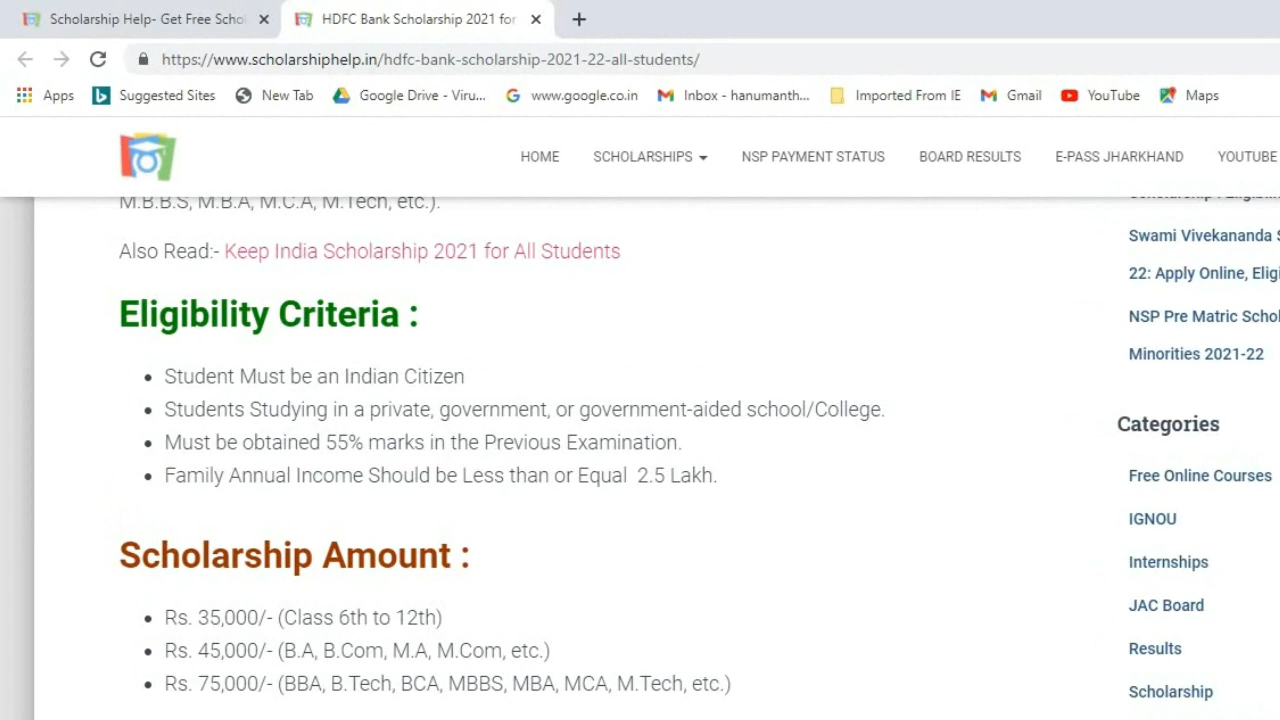 Scholarship Help- Get Free Schol
HDFC Bank Scholarship 2021 for
https://www.scholarshiphelp.in/hdfc-bank-scholarship-2021-22-all-students/
Apps Suggested Sites New Tab Google Drive - Viru... www.google.co.in Inbox - hanumanth... Imported From IE Gmail YouTube Maps
HOME SCHOLARSHIPS NSP PAYMENT STATUS BOARD RESULTS E-PASS JHARKHAND YOUTUBE
M.B.B.S, M.B.A, M.C.A, M.Tech, etc.).
Also Read:- Keep India Scholarship 2021 for All Students
Eligibility Criteria :
Student Must be an Indian Citizen
Students Studying in a private, government, or government-aided school/College.
Must be obtained 55% marks in the Previous Examination.
Family Annual Income Should be Less than or Equal 2.5 Lakh.
Scholarship Amount :
Rs. 35,000/- (Class 6th to 12th)
Rs. 45,000/- (B.A, B.Com, M.A, M.Com, etc.)
Rs. 75,000/- (BBA, B.Tech, BCA, MBBS, MBA, MCA, M.Tech, etc.)
Swami Vivekananda S
22: Apply Online, Eligi
NSP Pre Matric Schol
Minorities 2021-22
Categories
Free Online Courses
IGNOU
Internships
JAC Board
Results
Scholarship